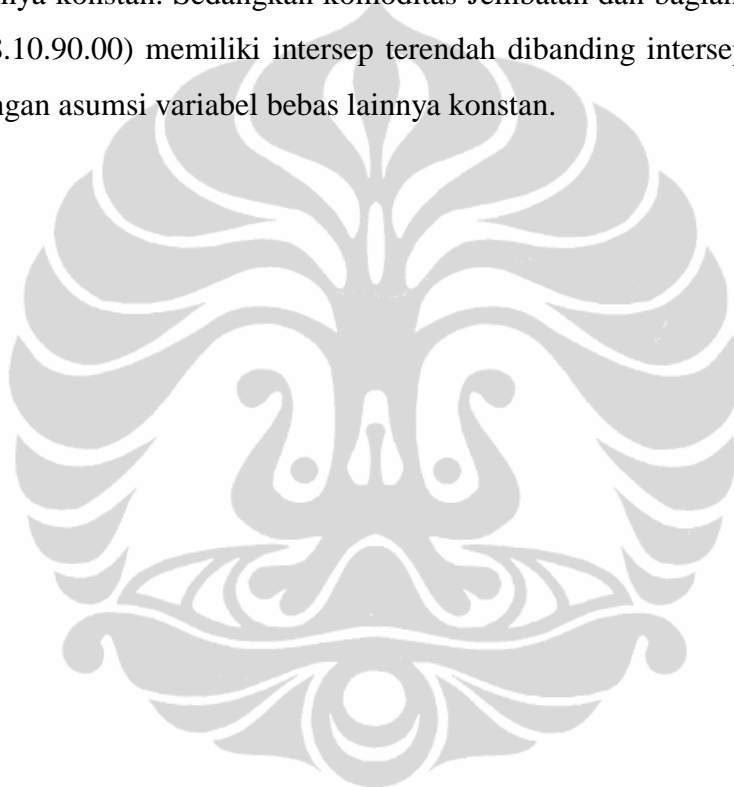 nya konstan. Sedangkan komoditas Jembatan dan bagian
.10.90.00) memiliki intersep terendah dibanding intersep
ngan asumsi variabel bebas lainnya konstan.